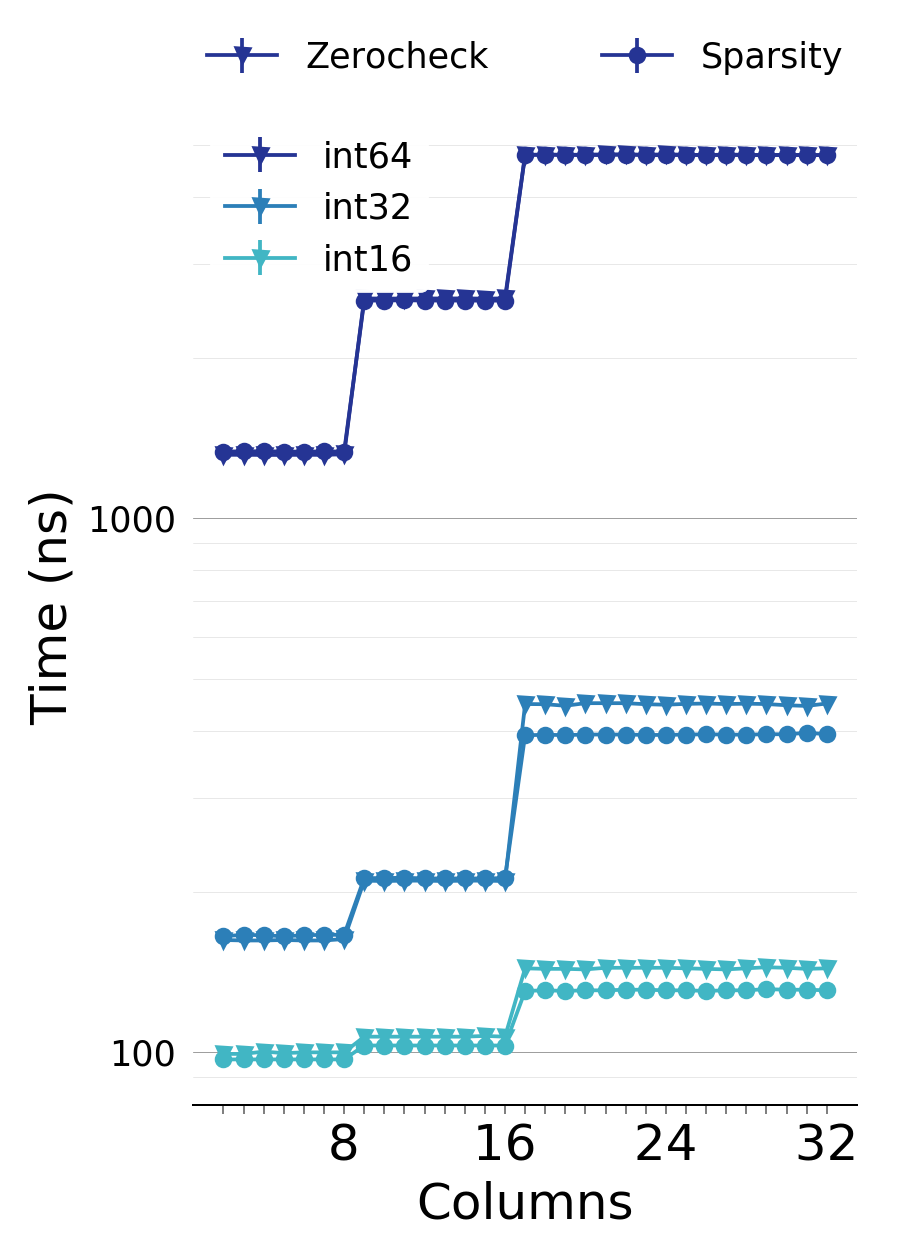 Zerocheck Sparsity
int64
int32
int16
Time (ns)
1000
100
8 16 24 32
Columns